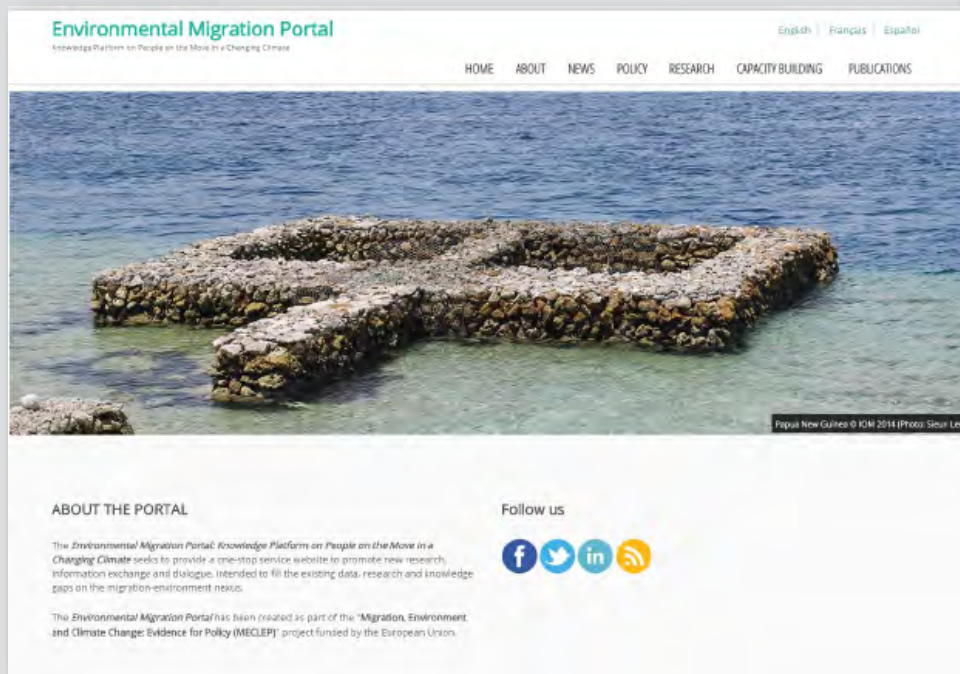 Environmental Migration Portal
Knowledge Platform on People on the Move in a Changing Climate
English | Français | Español
HOME ABOUT NEWS POLICY RESEARCH CAPACITY BUILDING PUBLICATIONS
Papua New Guinea © IOM 2014 (Photo: Sieun
ABOUT THE PORTAL
The Environmental Migration Portal: Knowledge Platform on People on the Move in a
Changing Climate seeks to provide a one-stop service website to promote new research,
information exchange and dialogue, intended to fill the existing data, research and knowledge
gaps on the migration-environment nexus.
The Environmental Migration Portal has been created as part of the "Migration, Environment
and Climate Change: Evidence for Policy (MECLEP)" project funded by the European Union.
Follow us
f
in